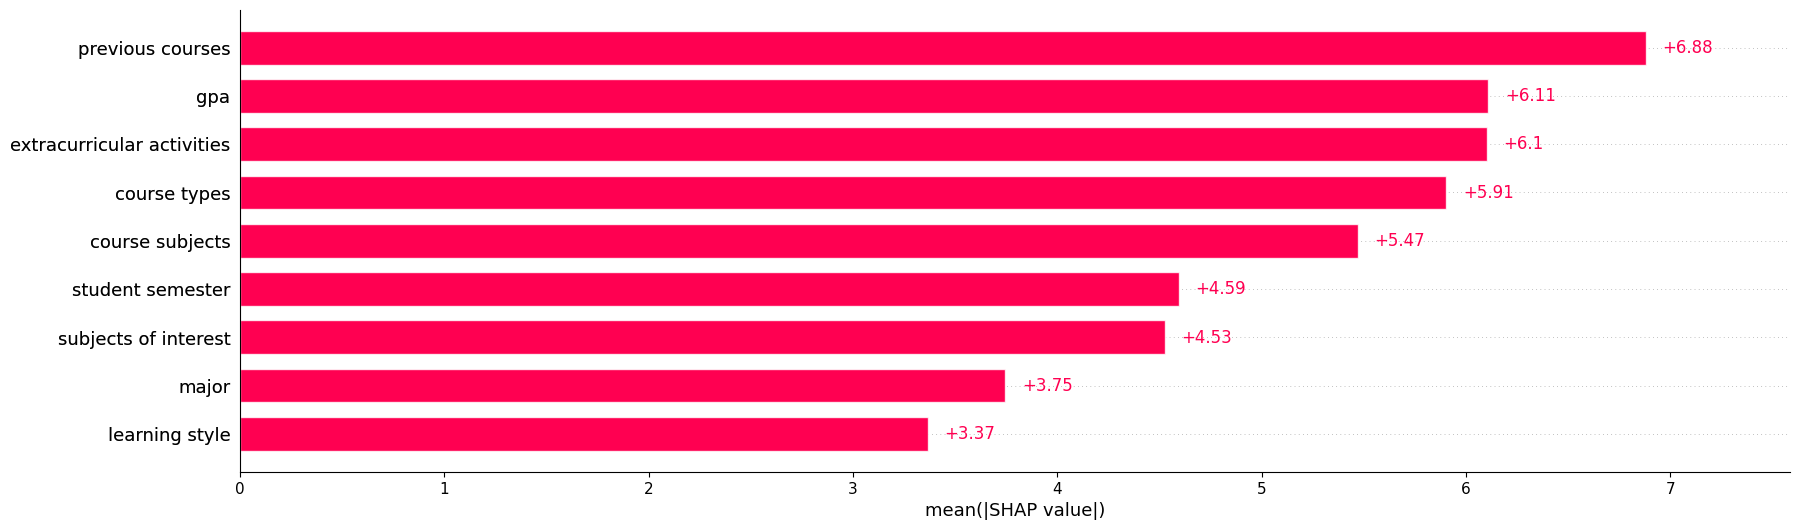 previous courses +6.88
gpa +6.11
extracurricular activities +6.1
course types +5.91
course subjects +5.47
student semester +4.59
subjects of interest +4.53
major +3.75
learning style +3.37
0 1 2 3 4 5 6 7
mean(|SHAP value|)